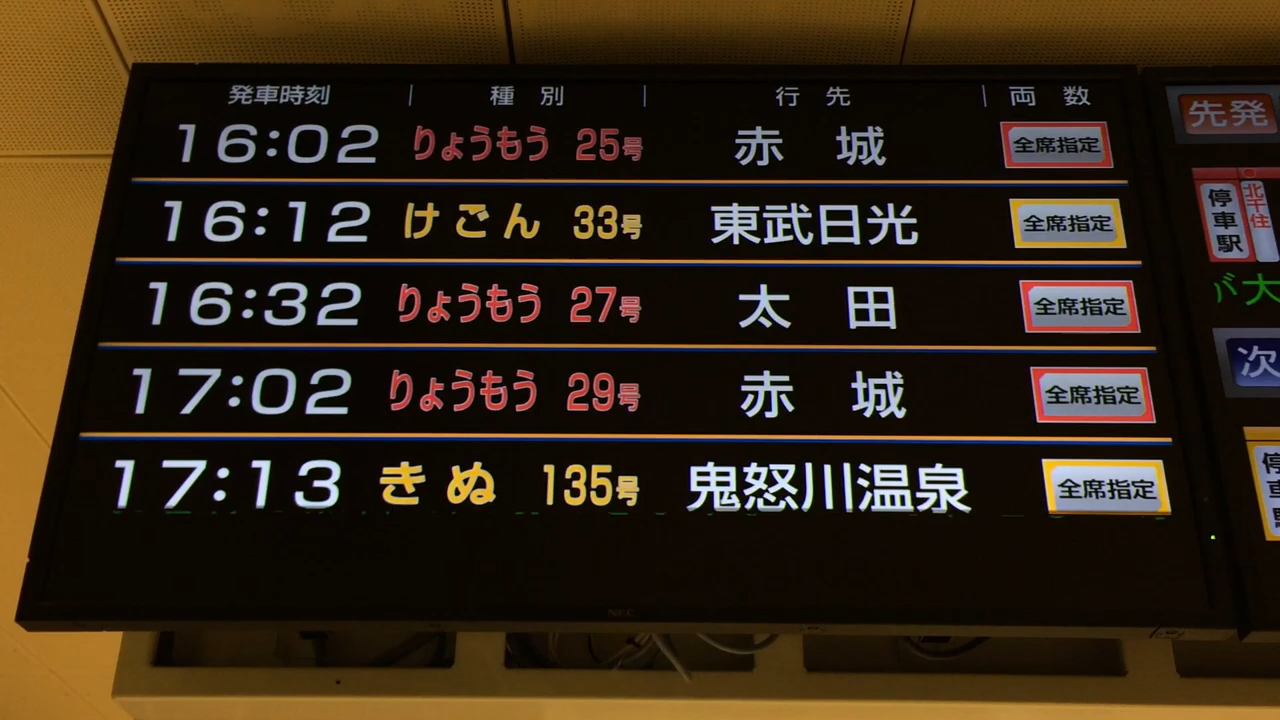 発車時刻 | 種 別 | 行 先 | 両 数
16:02 りょうもう 25号 赤 城 全席指定
16:12 けごん 33号 東武日光 全席指定
16:32 りょうもう 27号 太 田 全席指定
17:02 りょうもう 29号 赤 城 全席指定
17:13 きぬ 135号 鬼怒川温泉 全席指定
NEC
先発
停車駅 北千住
が大
次
停車